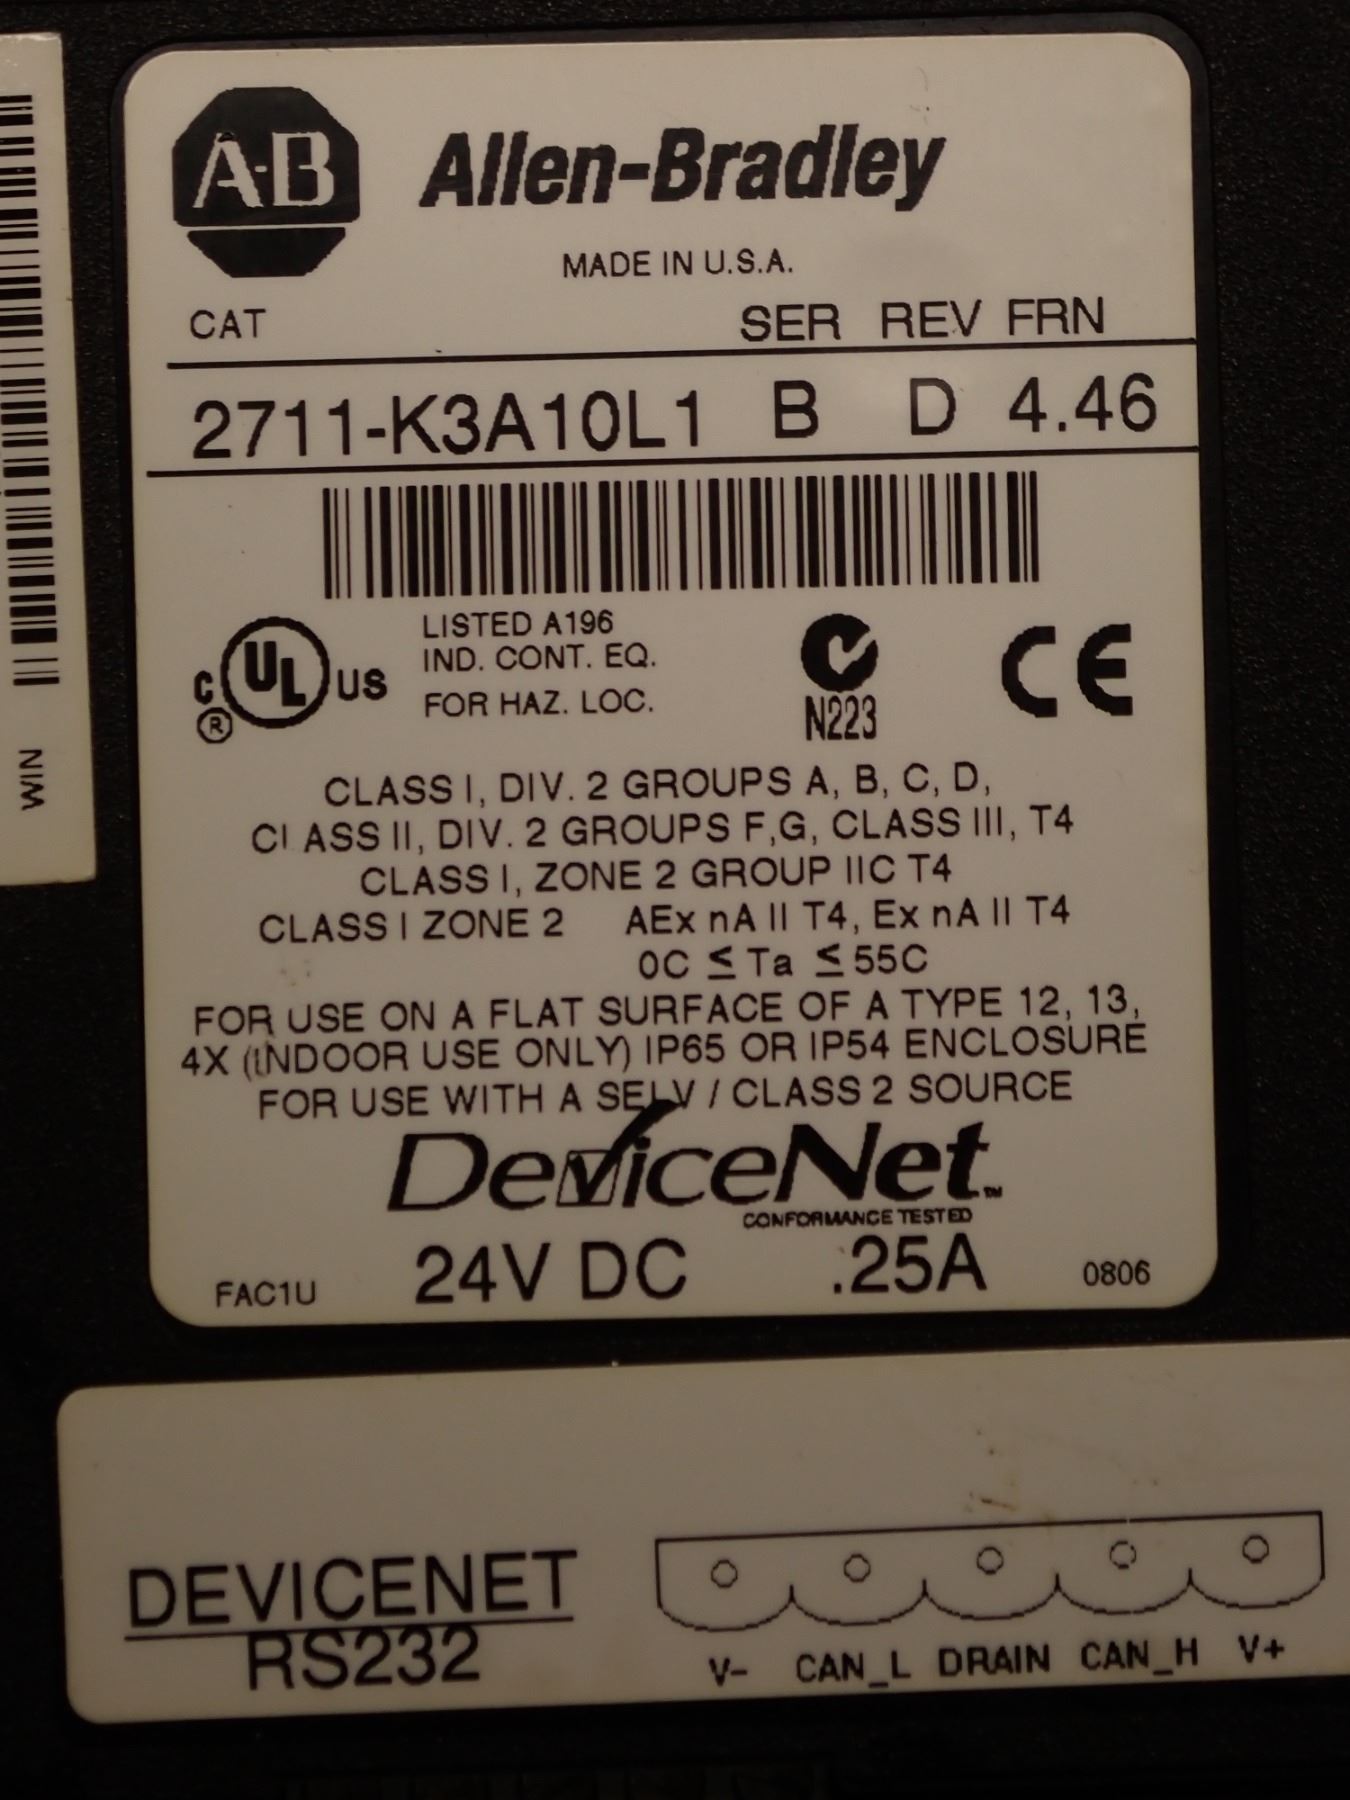 A-B Allen-Bradley
MADE IN U.S.A.
CAT SER REV FRN
2711-K3A10L1 B D 4.46
C UL US
®
LISTED A196
IND. CONT. EQ.
FOR HAZ. LOC.
N223
CE
CLASS I, DIV. 2 GROUPS A, B, C, D,
CLASS II, DIV. 2 GROUPS F,G, CLASS III, T4
CLASS I, ZONE 2 GROUP IIC T4
CLASS I ZONE 2 AEx nA II T4, Ex nA II T4
0C ≤ Ta ≤ 55C
FOR USE ON A FLAT SURFACE OF A TYPE 12, 13,
4X (INDOOR USE ONLY) IP65 OR IP54 ENCLOSURE
FOR USE WITH A SELV / CLASS 2 SOURCE
DeviceNet™
CONFORMANCE TESTED
FAC1U 24V DC .25A 0806
DEVICENET
RS232
V- CAN_L DRAIN CAN_H V+
WIN